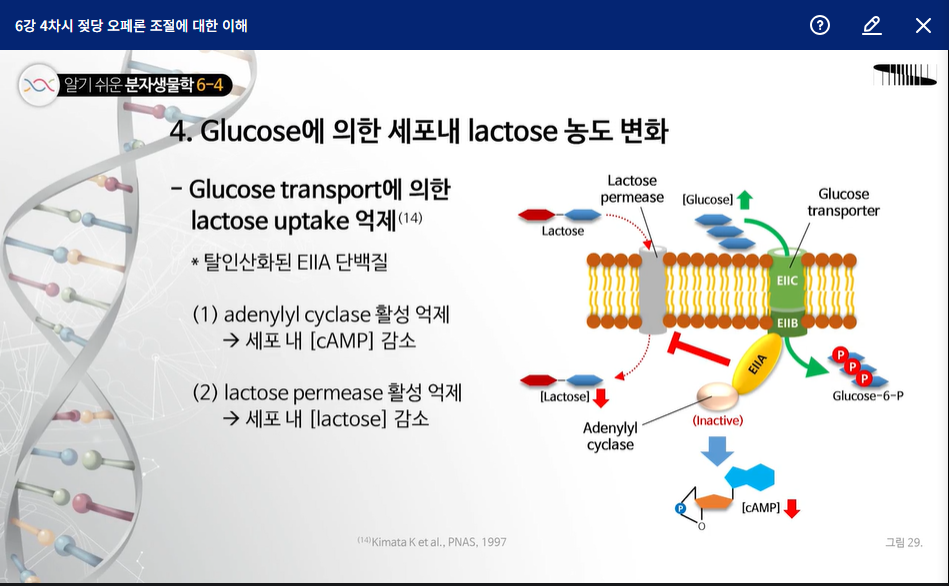 6강 4차시 젖당 오페론 조절에 대한 이해
알기 쉬운 분자생물학 6-4
4. Glucose에 의한 세포내 lactose 농도 변화
- Glucose transport에 의한
lactose uptake 억제(14)
* 탈인산화된 EIIA 단백질
(1) adenylyl cyclase 활성 억제
→ 세포 내 [cAMP] 감소
(2) lactose permease 활성 억제
→ 세포 내 [lactose] 감소
Lactose
permease
[Glucose]
Glucose
transporter
Lactose
EIIC
EIIB
EIIA
P
P
P
Glucose-6-P
[Lactose]
(Inactive)
Adenylyl
cyclase
P
O
[cAMP]
(14)Kimata K et al., PNAS, 1997
그림 29.